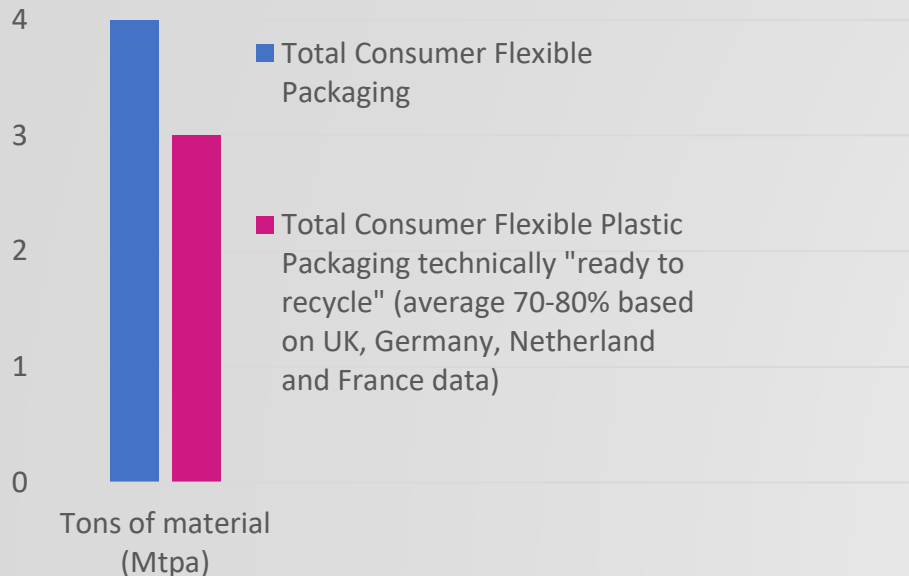 4
Total Consumer Flexible
Packaging
3
Total Consumer Flexible Plastic
Packaging technically "ready to
2
recycle" (average 70-80% based
on UK, Germany, Netherland
1
and France data)
0
Tons of material
(Mtpa)